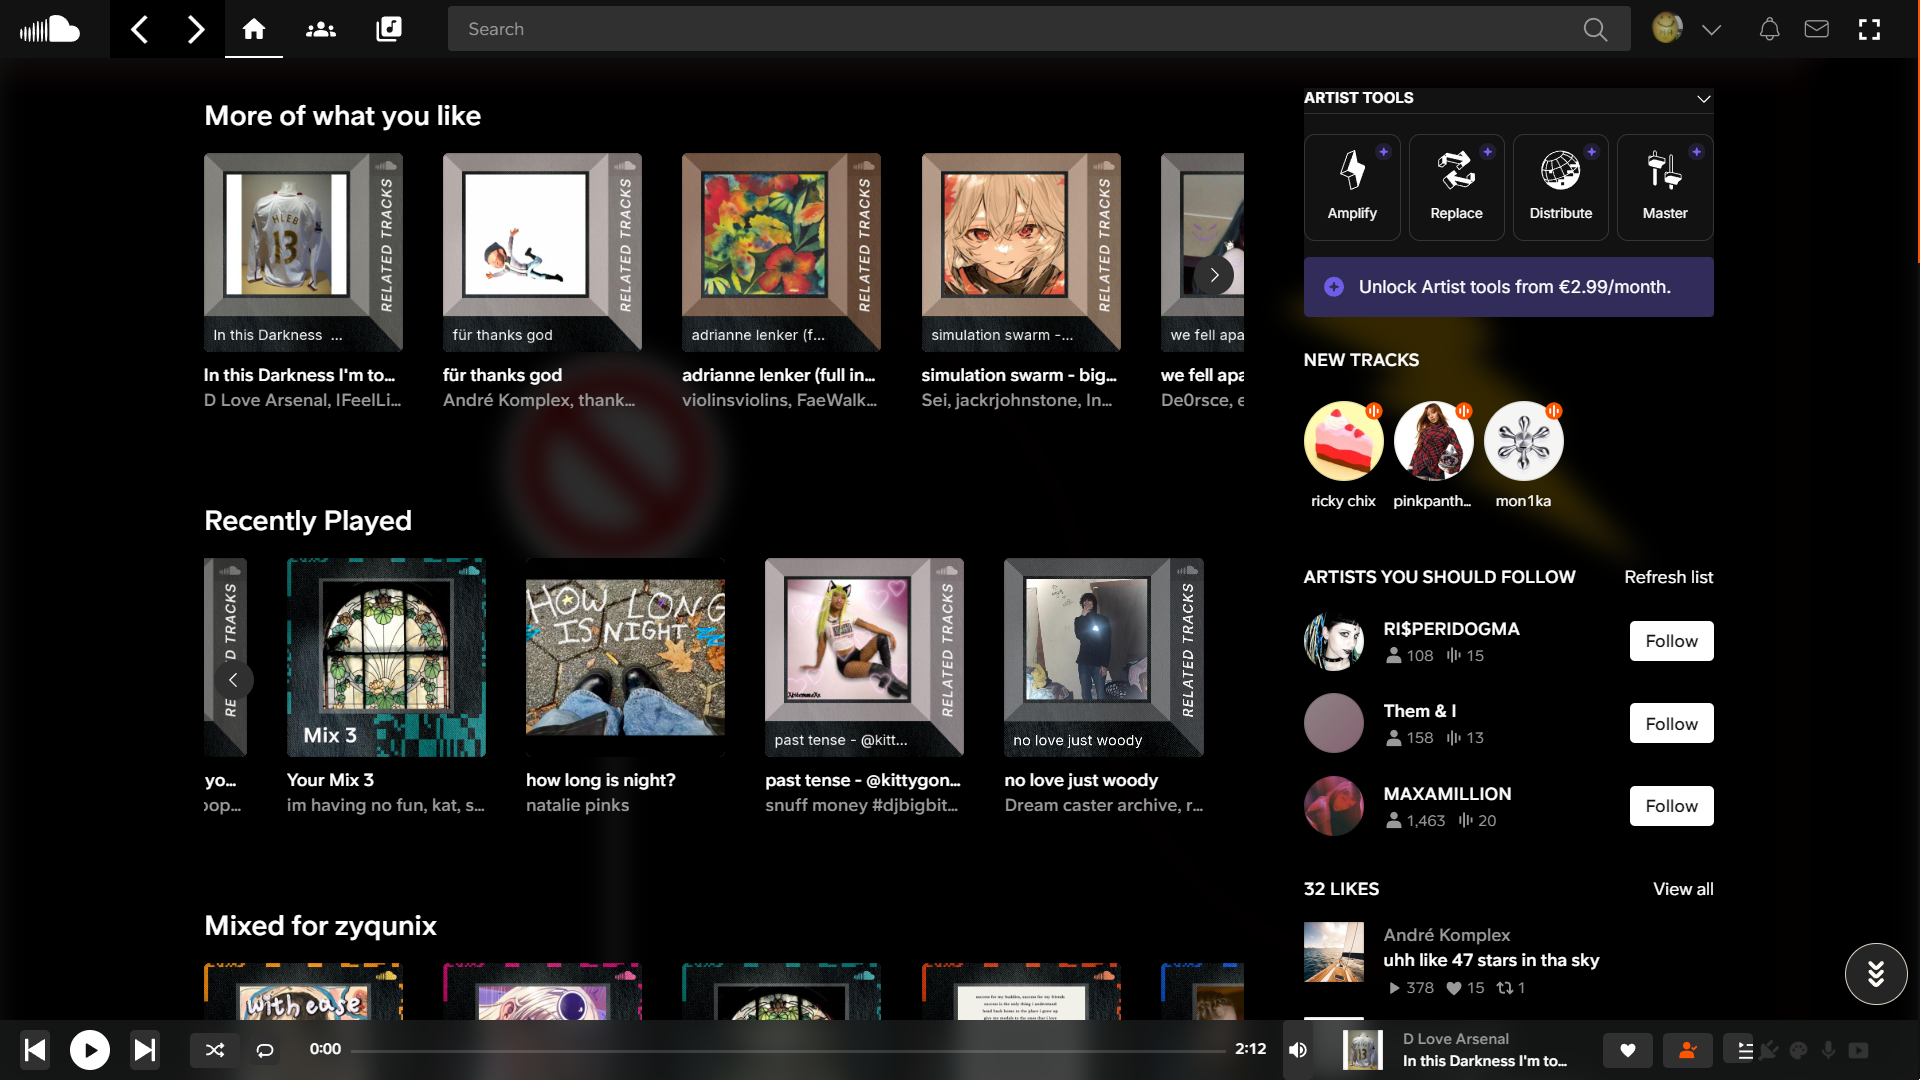 Search
More of what you like
HLEB
13
RELATED TRACKS
In this Darkness ...
In this Darkness I'm to...
D Love Arsenal, IFeelLi...
RELATED TRACKS
für thanks god
für thanks god
André Komplex, thank...
RELATED TRACKS
adrianne lenker (f...
adrianne lenker (full in...
violinsviolins, FaeWalk...
RELATED TRACKS
simulation swarm -...
simulation swarm - big...
Sei, jackrjohnstone, In...
we fell apa
we fell apa
De0rsce, e
Recently Played
RE D TRACKS
yo...
oop...
Mix 3
Your Mix 3
im having no fun, kat, s...
HOW LONG
IS NIGHT
how long is night?
natalie pinks
RELATED TRACKS
past tense - @kitt...
past tense - @kittygon...
snuff money #djbigbit...
RELATED TRACKS
no love just woody
no love just woody
Dream caster archive, r...
Mixed for zyqunix
with ease
ARTIST TOOLS
Amplify
Replace
Distribute
Master
Unlock Artist tools from €2.99/month.
NEW TRACKS
ricky chix
pinkpanth...
mon1ka
ARTISTS YOU SHOULD FOLLOW
Refresh list
RI$PERIDOGMA
108 15
Follow
Them & I
158 13
Follow
MAXAMILLION
1,463 20
Follow
32 LIKES
View all
André Komplex
uhh like 47 stars in tha sky
378 15 1
0:00
2:12
D Love Arsenal
In this Darkness I'm to...